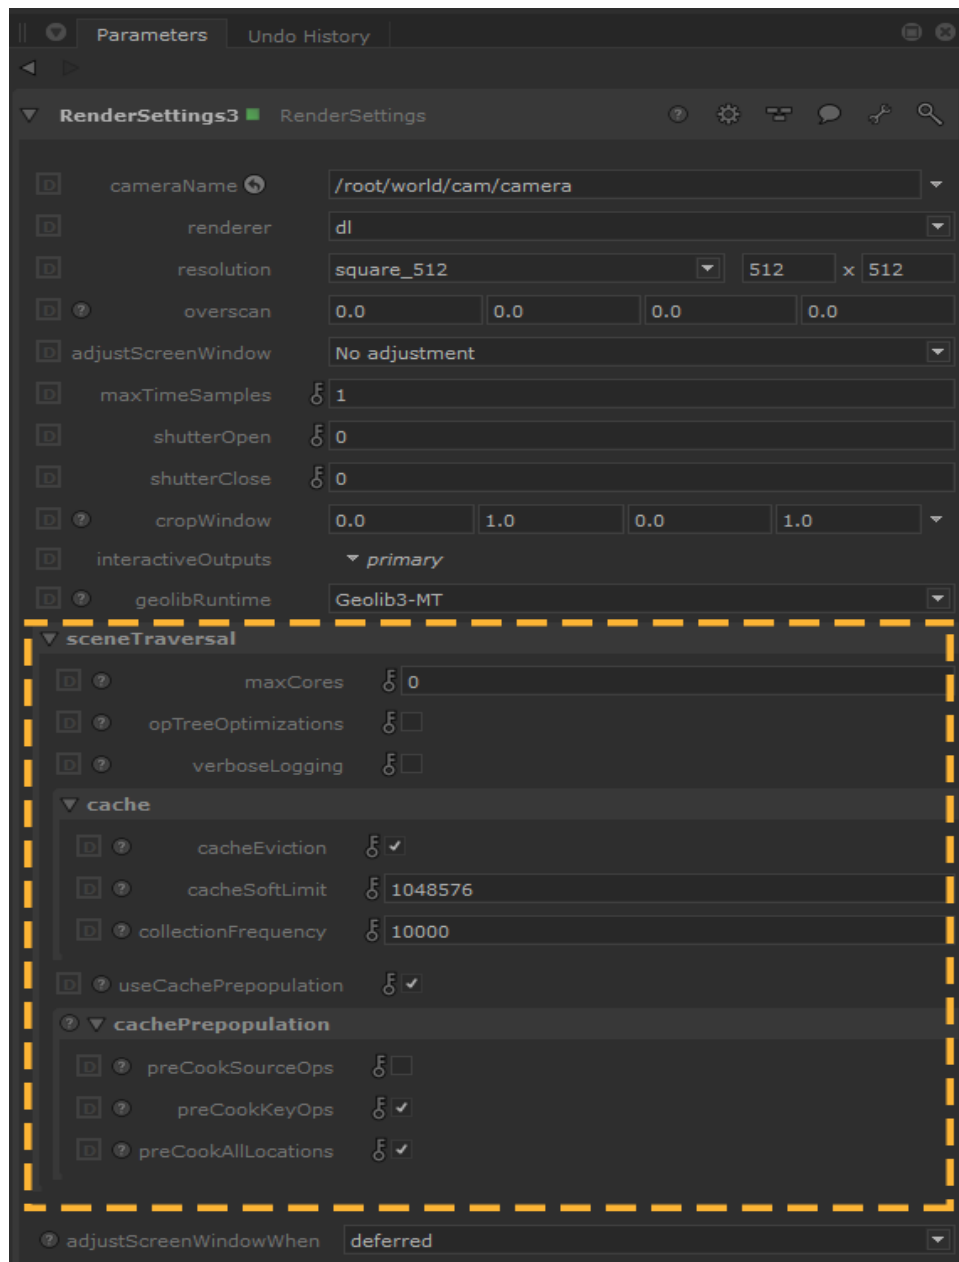 Parameters Undo History
RenderSettings3 RenderSettings
cameraName /root/world/cam/camera
renderer dl
resolution square_512 512 x 512
overscan 0.0 0.0 0.0 0.0
adjustScreenWindow No adjustment
maxTimeSamples 1
shutterOpen 0
shutterClose 0
cropWindow 0.0 1.0 0.0 1.0
interactiveOutputs primary
geolibRuntime Geolib3-MT
sceneTraversal
maxCores 0
opTreeOptimizations
verboseLogging
cache
cacheEviction
cacheSoftLimit 1048576
collectionFrequency 10000
useCachePrepopulation
cachePrepopulation
preCookSourceOps
preCookKeyOps
preCookAllLocations
adjustScreenWindowWhen deferred